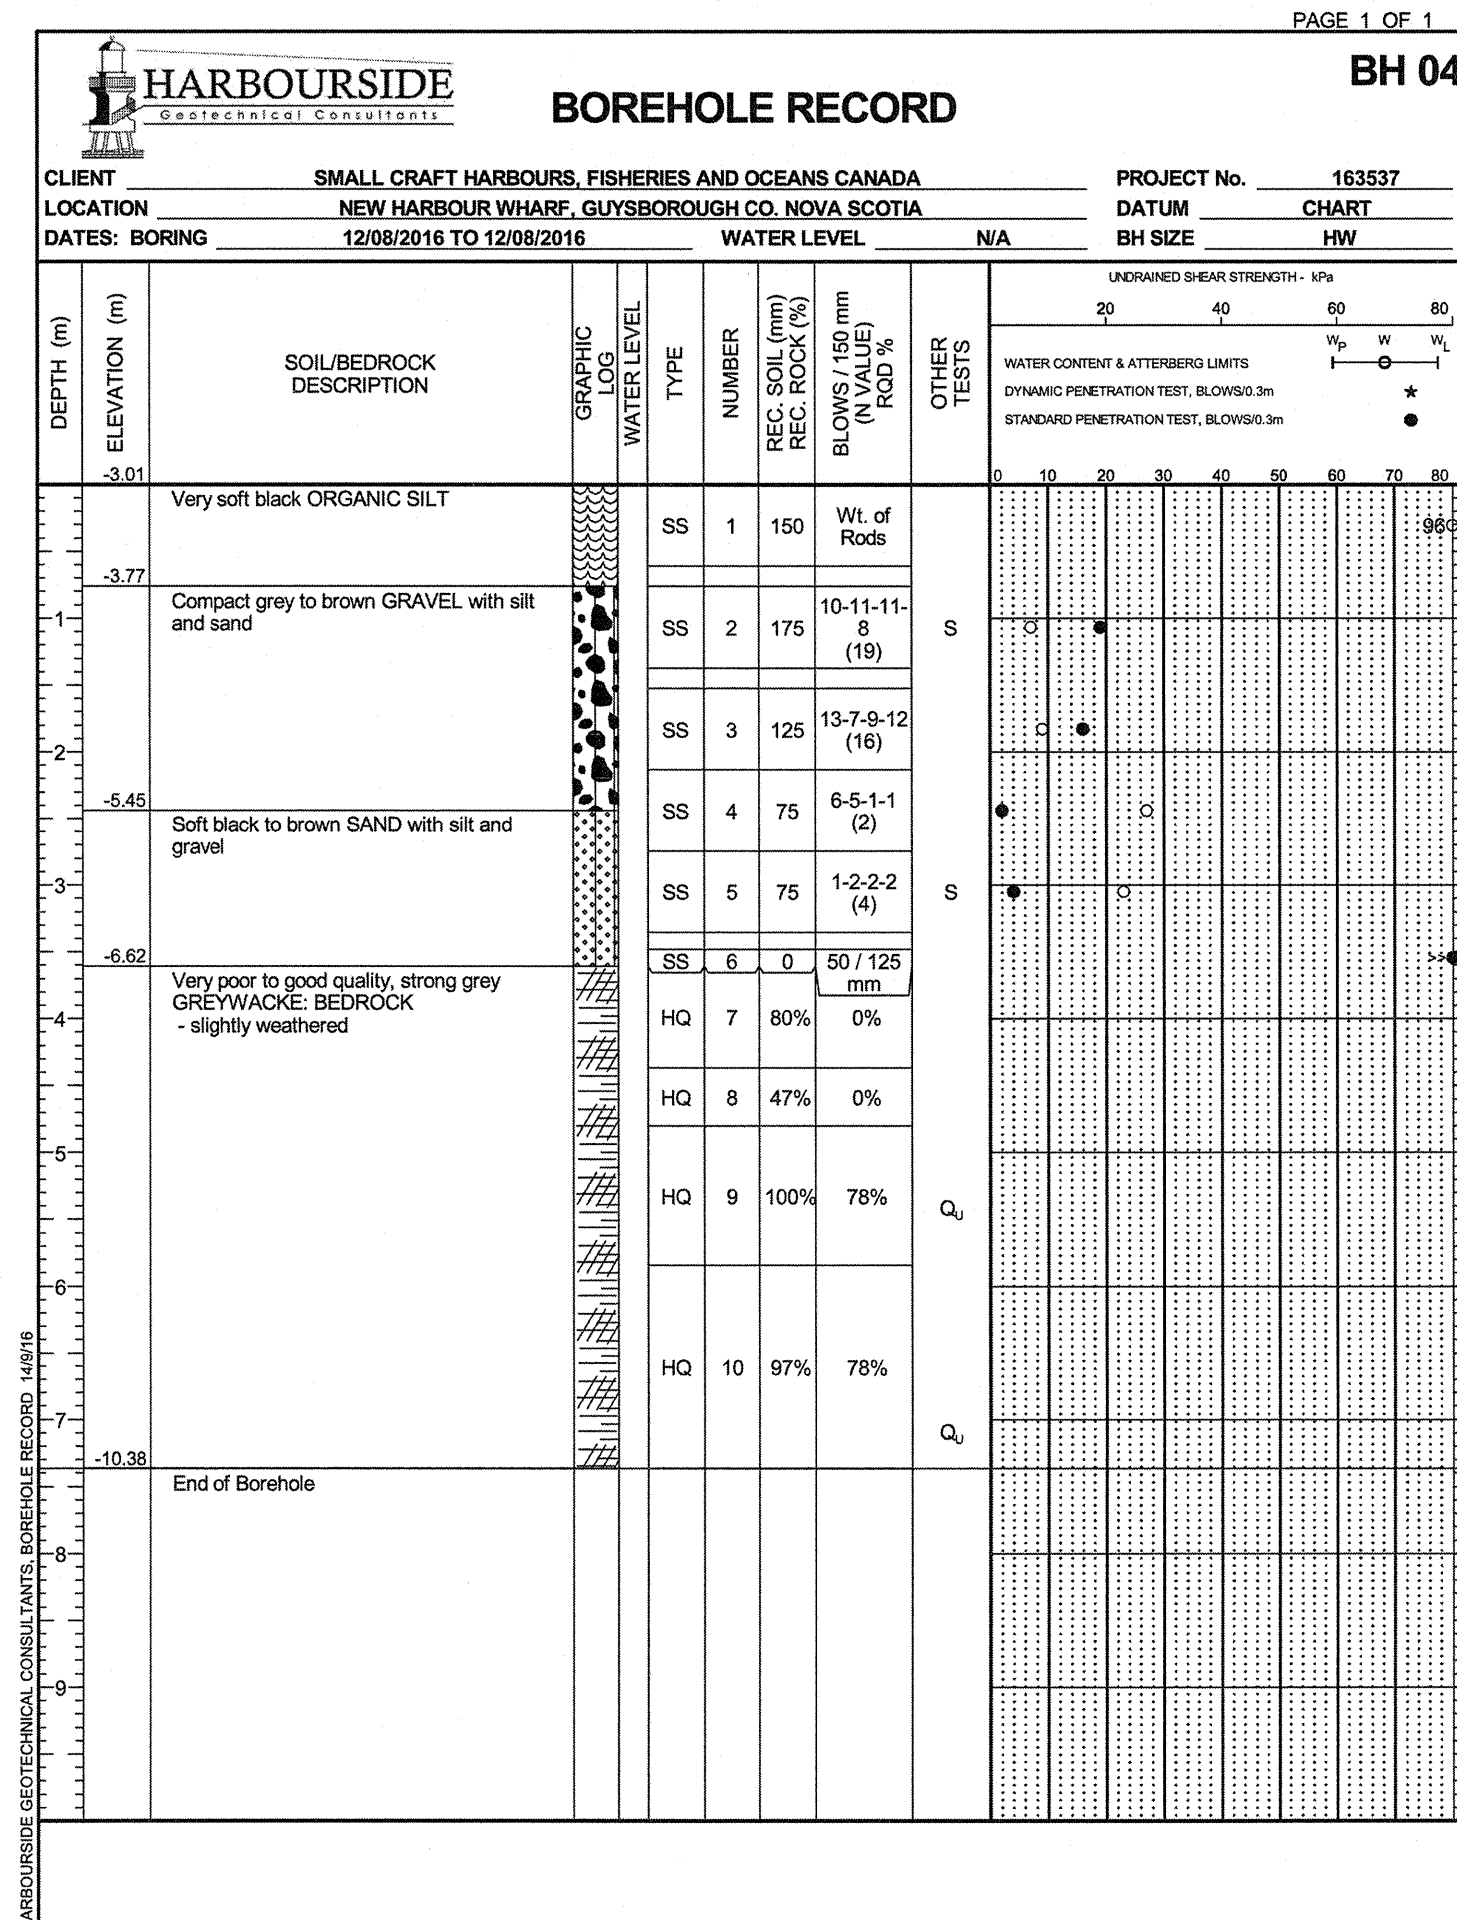 PAGE 1 OF 1
HARBOURSIDE
Geotechnical Consultants
BOREHOLE RECORD
BH 04
CLIENT SMALL CRAFT HARBOURS, FISHERIES AND OCEANS CANADA PROJECT No. 163537
LOCATION NEW HARBOUR WHARF, GUYSBOROUGH CO. NOVA SCOTIA DATUM CHART
DATES: BORING 12/08/2016 TO 12/08/2016 WATER LEVEL N/A BH SIZE HW
DEPTH (m)
ELEVATION (m)
SOIL/BEDROCK
DESCRIPTION
GRAPHIC
LOG
WATER LEVEL
TYPE
NUMBER
REC. SOIL (mm)
REC. ROCK (%)
BLOWS / 150 mm
(N VALUE)
RQD %
OTHER
TESTS
UNDRAINED SHEAR STRENGTH - kPa
20 40 60 80
WP W WL
WATER CONTENT & ATTERBERG LIMITS
DYNAMIC PENETRATION TEST, BLOWS/0.3m ★
STANDARD PENETRATION TEST, BLOWS/0.3m ●
0 10 20 30 40 50 60 70 80
-3.01
Very soft black ORGANIC SILT
SS 1 150 Wt. of
Rods
96
-3.77
Compact grey to brown GRAVEL with silt
and sand
1
SS 2 175 10-11-11-
8
(19)
S
SS 3 125 13-7-9-12
(16)
2
-5.45
Soft black to brown SAND with silt and
gravel
SS 4 75 6-5-1-1
(2)
3
SS 5 75 1-2-2-2
(4)
S
-6.62
SS 6 0 50 / 125
mm
>>
Very poor to good quality, strong grey
GREYWACKE: BEDROCK
- slightly weathered
4
HQ 7 80% 0%
HQ 8 47% 0%
5
HQ 9 100% 78%
QU
6
HQ 10 97% 78%
7
QU
-10.38
End of Borehole
8
9
ARBOURSIDE GEOTECHNICAL CONSULTANTS, BOREHOLE RECORD 14/9/16